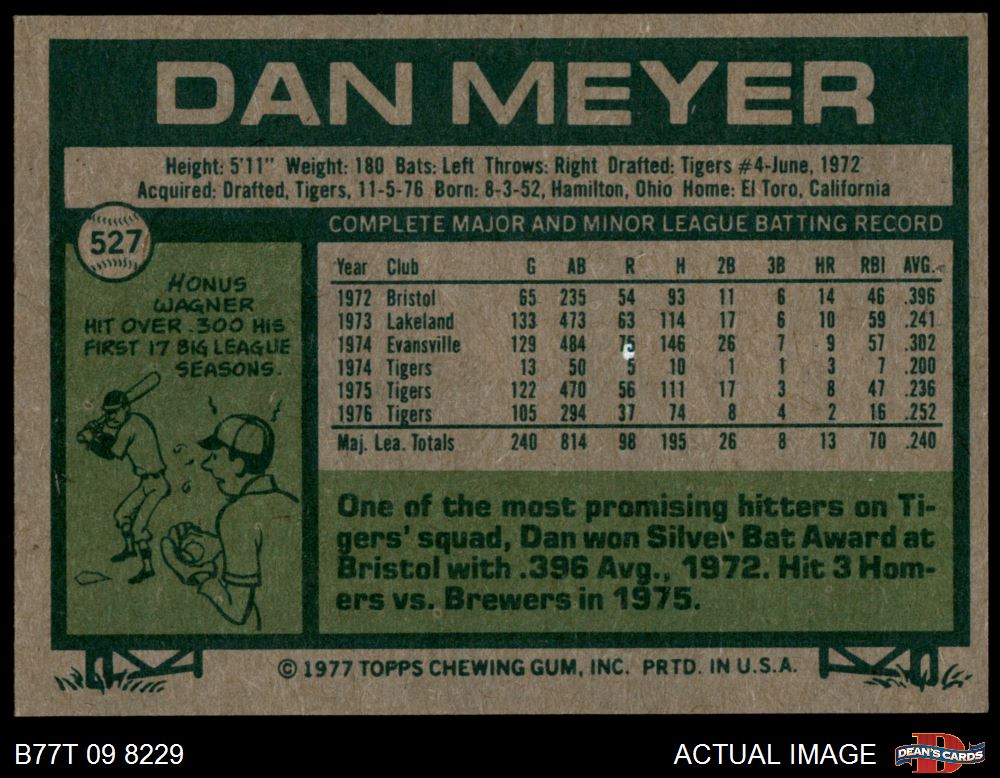 DAN MEYER
Height: 5'11" Weight: 180 Bats: Left Throws: Right Drafted: Tigers #4-June, 1972
Acquired: Drafted, Tigers, 11-5-76 Born: 8-3-52, Hamilton, Ohio Home: El Toro, California
527
HONUS
WAGNER
HIT OVER .300 HIS
FIRST 17 BIG LEAGUE
SEASONS.
COMPLETE MAJOR AND MINOR LEAGUE BATTING RECORD
Year Club G AB R H 2B 3B HR RBI AVG.
1972 Bristol 65 235 54 93 11 6 14 46 .396
1973 Lakeland 133 473 63 114 17 6 10 59 .241
1974 Evansville 129 484 75 146 26 7 9 57 .302
1974 Tigers 13 50 5 10 1 1 3 7 .200
1975 Tigers 122 470 56 111 17 3 8 47 .236
1976 Tigers 105 294 37 74 8 4 2 16 .252
Maj. Lea. Totals 240 814 98 195 26 8 13 70 .240
One of the most promising hitters on Ti-
gers' squad, Dan won Silver Bat Award at
Bristol with .396 Avg., 1972. Hit 3 Hom-
ers vs. Brewers in 1975.
© 1977 TOPPS CHEWING GUM, INC. PRTD. IN U.S.A.
B77T 09 8229
ACTUAL IMAGE
DEAN'S CARDS